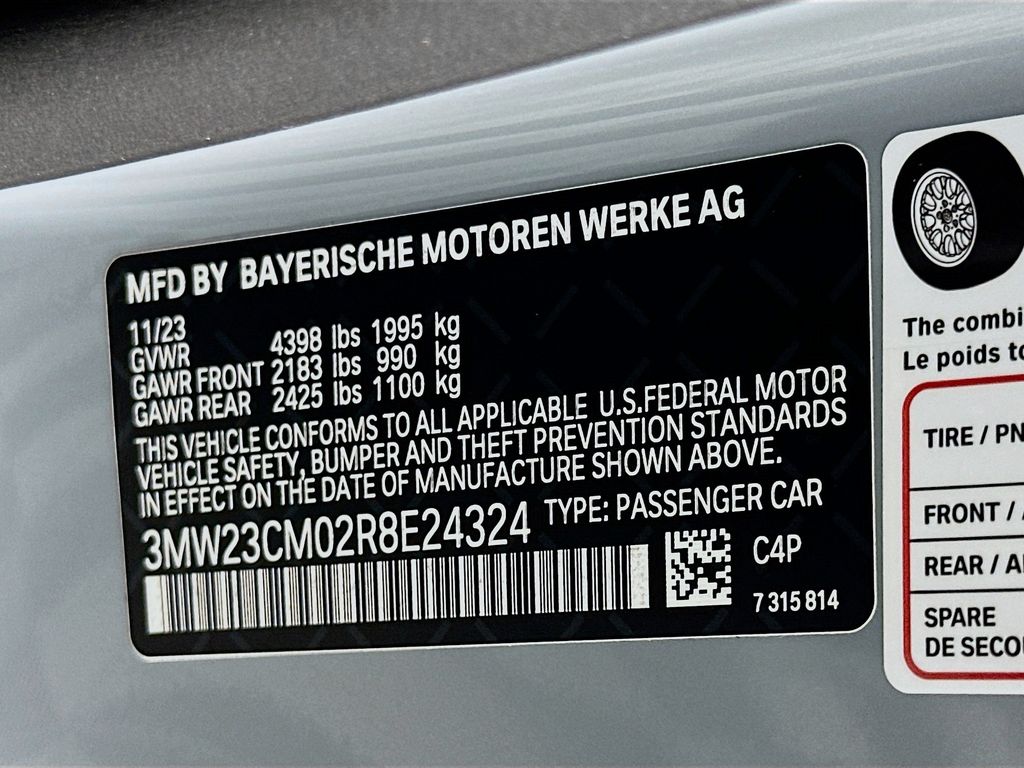 MFD BY BAYERISCHE MOTOREN WERKE AG
11/23
GVWR 4398 lbs 1995 kg
GAWR FRONT 2183 lbs 990 kg
GAWR REAR 2425 lbs 1100 kg
THIS VEHICLE CONFORMS TO ALL APPLICABLE U.S.FEDERAL MOTOR
VEHICLE SAFETY, BUMPER AND THEFT PREVENTION STANDARDS
IN EFFECT ON THE DATE OF MANUFACTURE SHOWN ABOVE.
3MW23CM02R8E24324 TYPE: PASSENGER CAR
C4P
7 315 814
The combi
Le poids to
TIRE / PN
FRONT /
REAR /
SPARE
DE SECOU